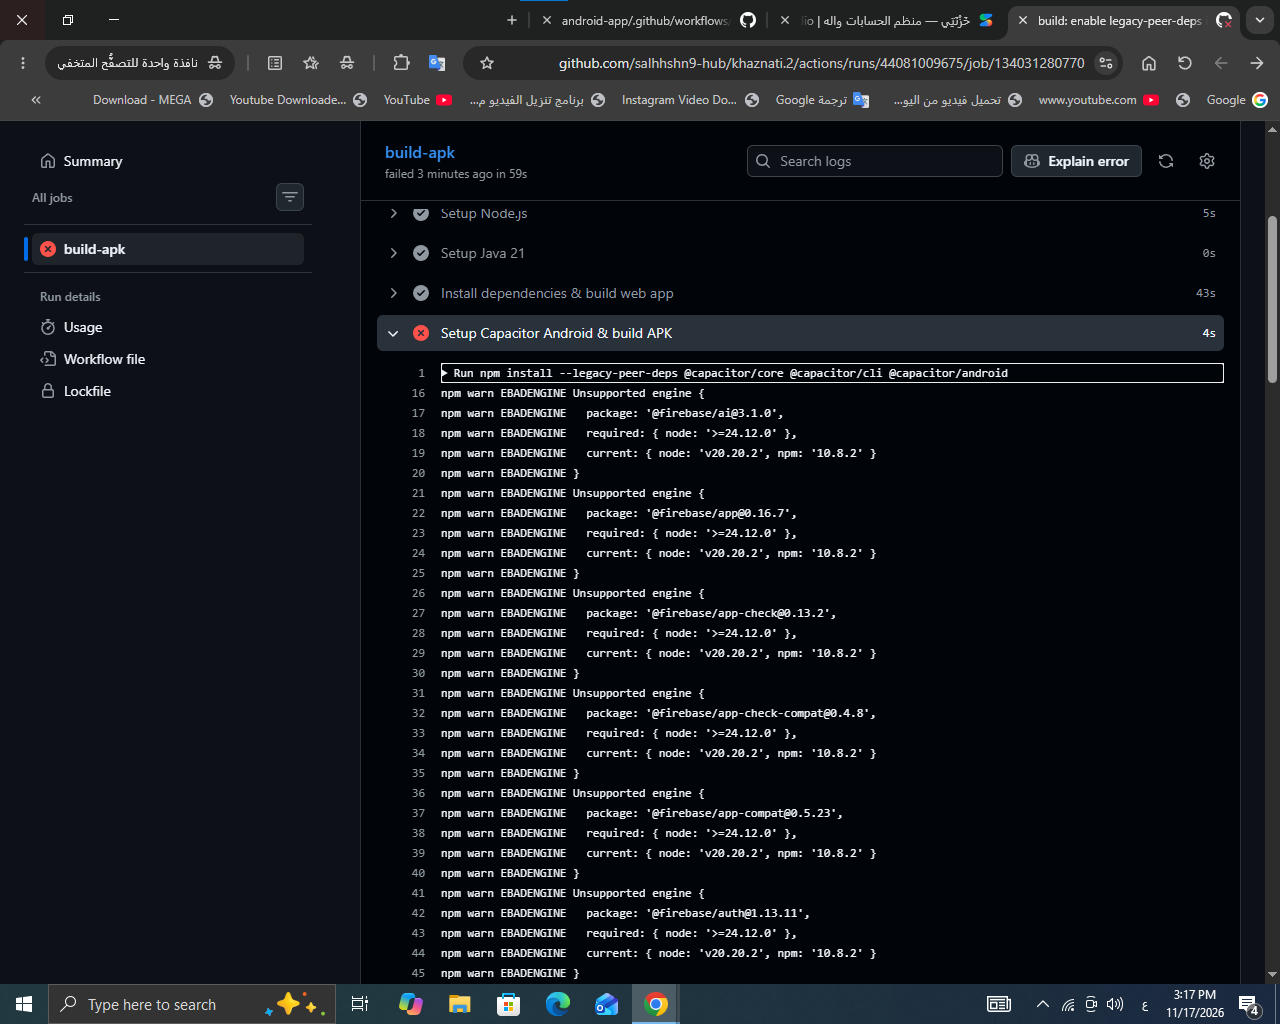 android-app/.github/workflows
خَزْنَتِي — منظم الحسابات واله | io
build: enable legacy-peer-deps
نافذة واحدة للتصفُّح المتخفي
github.com/salhhshn9-hub/khaznati.2/actions/runs/44081009675/job/134031280770
Download - MEGA
Youtube Downloade...
YouTube
برنامج تنزيل الفيديو م...
Instagram Video Do...
ترجمة Google
تحميل فيديو من اليو...
www.youtube.com
Google
Summary
All jobs
build-apk
Run details
Usage
Workflow file
Lockfile
build-apk
failed 3 minutes ago in 59s
Search logs
Explain error
Setup Node.js 5s
Setup Java 21 0s
Install dependencies & build web app 43s
Setup Capacitor Android & build APK 4s
1 Run npm install --legacy-peer-deps @capacitor/core @capacitor/cli @capacitor/android
16 npm warn EBADENGINE Unsupported engine {
17 npm warn EBADENGINE   package: '@firebase/ai@3.1.0',
18 npm warn EBADENGINE   required: { node: '>=24.12.0' },
19 npm warn EBADENGINE   current: { node: 'v20.20.2', npm: '10.8.2' }
20 npm warn EBADENGINE }
21 npm warn EBADENGINE Unsupported engine {
22 npm warn EBADENGINE   package: '@firebase/app@0.16.7',
23 npm warn EBADENGINE   required: { node: '>=24.12.0' },
24 npm warn EBADENGINE   current: { node: 'v20.20.2', npm: '10.8.2' }
25 npm warn EBADENGINE }
26 npm warn EBADENGINE Unsupported engine {
27 npm warn EBADENGINE   package: '@firebase/app-check@0.13.2',
28 npm warn EBADENGINE   required: { node: '>=24.12.0' },
29 npm warn EBADENGINE   current: { node: 'v20.20.2', npm: '10.8.2' }
30 npm warn EBADENGINE }
31 npm warn EBADENGINE Unsupported engine {
32 npm warn EBADENGINE   package: '@firebase/app-check-compat@0.4.8',
33 npm warn EBADENGINE   required: { node: '>=24.12.0' },
34 npm warn EBADENGINE   current: { node: 'v20.20.2', npm: '10.8.2' }
35 npm warn EBADENGINE }
36 npm warn EBADENGINE Unsupported engine {
37 npm warn EBADENGINE   package: '@firebase/app-compat@0.5.23',
38 npm warn EBADENGINE   required: { node: '>=24.12.0' },
39 npm warn EBADENGINE   current: { node: 'v20.20.2', npm: '10.8.2' }
40 npm warn EBADENGINE }
41 npm warn EBADENGINE Unsupported engine {
42 npm warn EBADENGINE   package: '@firebase/auth@1.13.11',
43 npm warn EBADENGINE   required: { node: '>=24.12.0' },
44 npm warn EBADENGINE   current: { node: 'v20.20.2', npm: '10.8.2' }
45 npm warn EBADENGINE }
Type here to search
ع
3:17 PM
11/17/2026
4